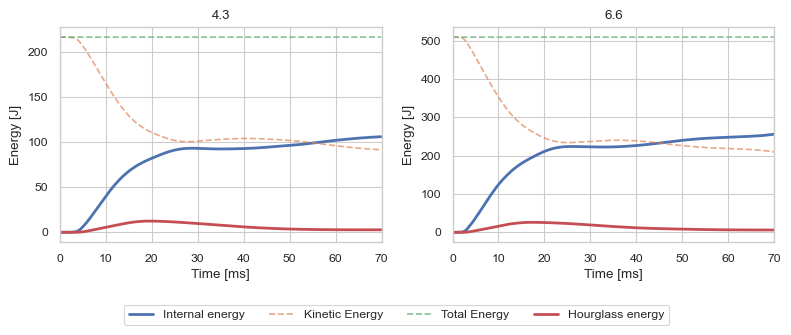 4.3
6.6
Energy [J]
200
150
100
50
0
0 10 20 30 40 50 60 70
Time [ms]
Energy [J]
500
400
300
200
100
0
0 10 20 30 40 50 60 70
Time [ms]
Internal energy Kinetic Energy Total Energy Hourglass energy